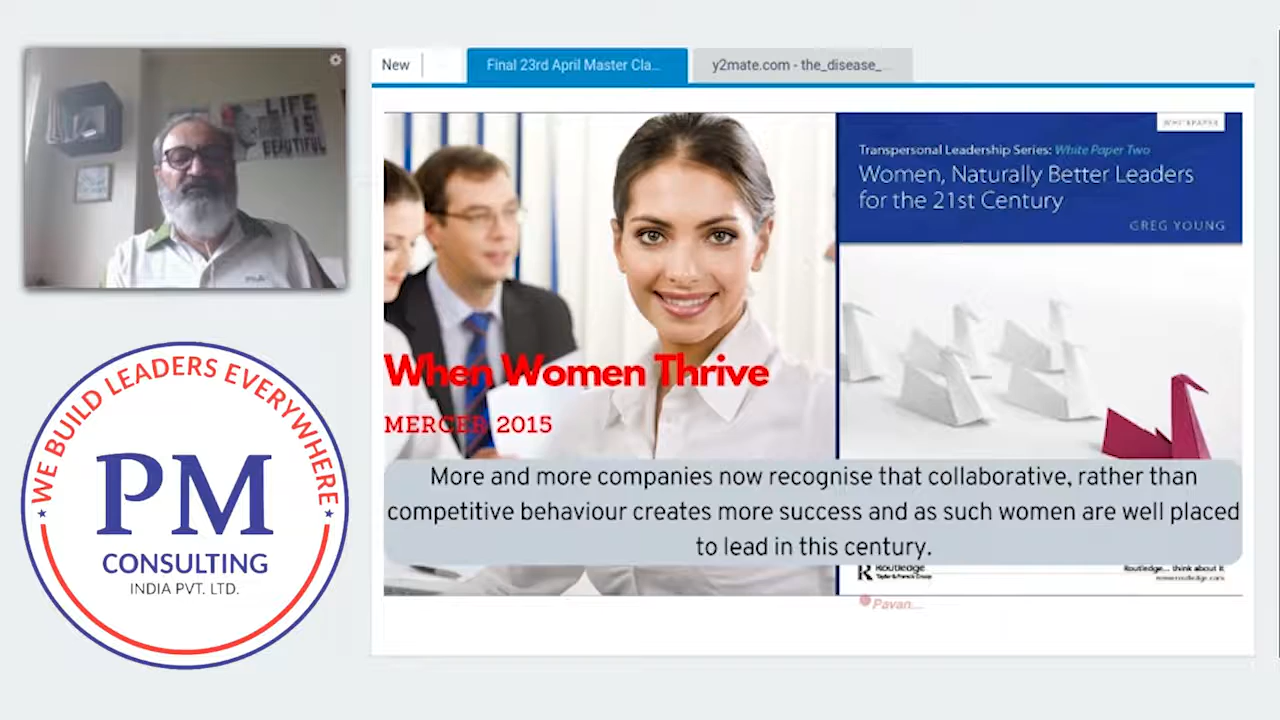 LIFE
IS
BEAUTIFUL
WE BUILD LEADERS EVERYWHERE
PM
CONSULTING
INDIA PVT. LTD.
New
Final 23rd April Master Cla...
y2mate.com - the_disease_...
WHITEPAPER
Transpersonal Leadership Series: White Paper Two
Women, Naturally Better Leaders
for the 21st Century
GREG YOUNG
When Women Thrive
MERCER 2015
More and more companies now recognise that collaborative, rather than
competitive behaviour creates more success and as such women are well placed
to lead in this century.
R Routledge
Taylor & Francis Group
Routledge... think about it
www.routledge.com
Pavan....